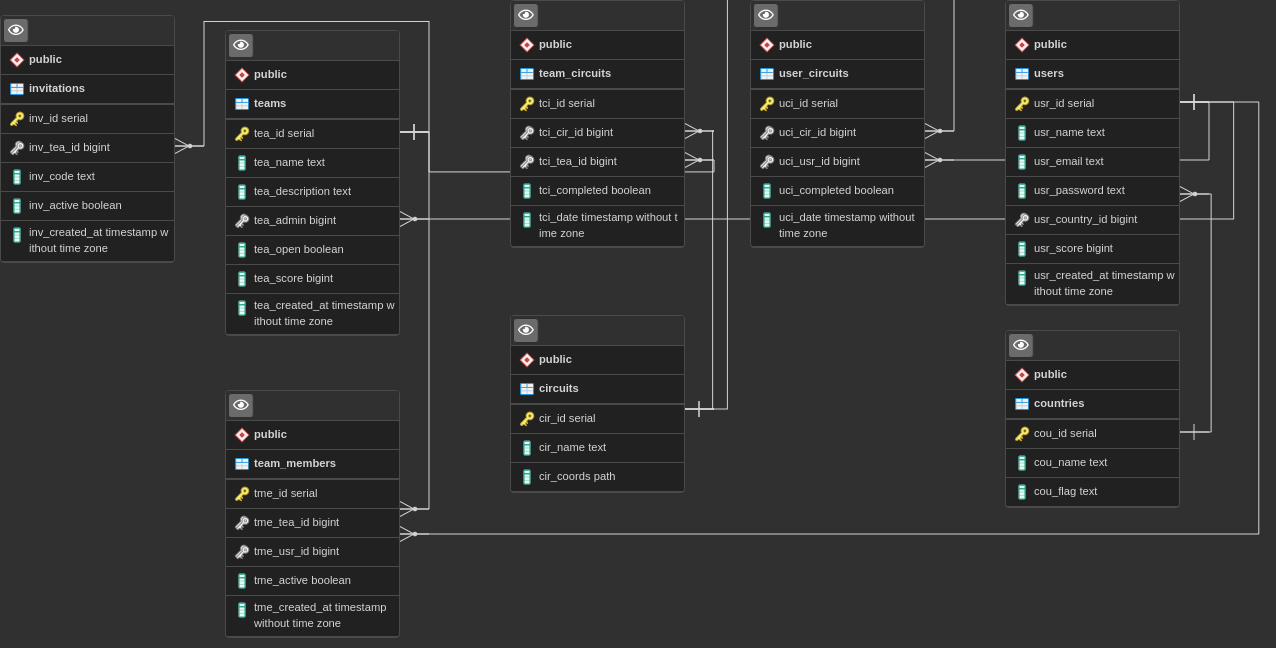 public
invitations
inv_id serial
inv_tea_id bigint
inv_code text
inv_active boolean
inv_created_at timestamp w
ithout time zone
public
teams
tea_id serial
tea_name text
tea_description text
tea_admin bigint
tea_open boolean
tea_score bigint
tea_created_at timestamp w
ithout time zone
public
team_members
tme_id serial
tme_tea_id bigint
tme_usr_id bigint
tme_active boolean
tme_created_at timestamp
without time zone
public
team_circuits
tci_id serial
tci_cir_id bigint
tci_tea_id bigint
tci_completed boolean
tci_date timestamp without t
ime zone
public
circuits
cir_id serial
cir_name text
cir_coords path
public
user_circuits
uci_id serial
uci_cir_id bigint
uci_usr_id bigint
uci_completed boolean
uci_date timestamp without
time zone
public
users
usr_id serial
usr_name text
usr_email text
usr_password text
usr_country_id bigint
usr_score bigint
usr_created_at timestamp w
ithout time zone
public
countries
cou_id serial
cou_name text
cou_flag text